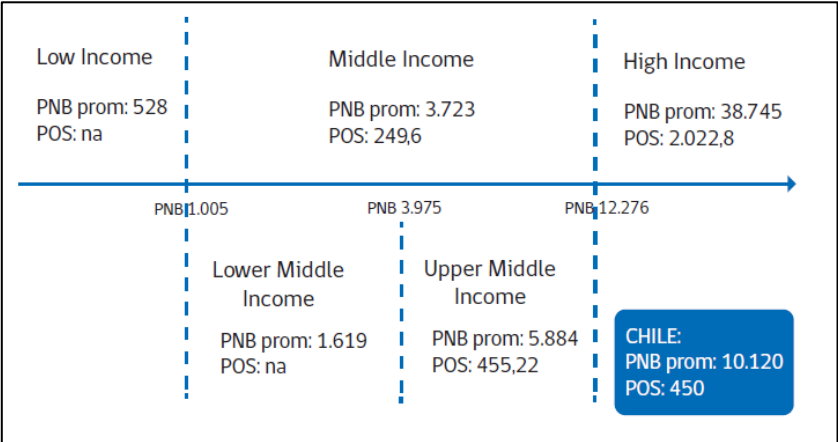 Low Income
PNB prom: 528
POS: na
Middle Income
PNB prom: 3.723
POS: 249,6
High Income
PNB prom: 38.745
POS: 2.022,8
PNB 1.005
PNB 3.975
PNB 12.276
Lower Middle
Income
PNB prom: 1.619
POS: na
Upper Middle
Income
PNB prom: 5.884
POS: 455,22
CHILE:
PNB prom: 10.120
POS: 450